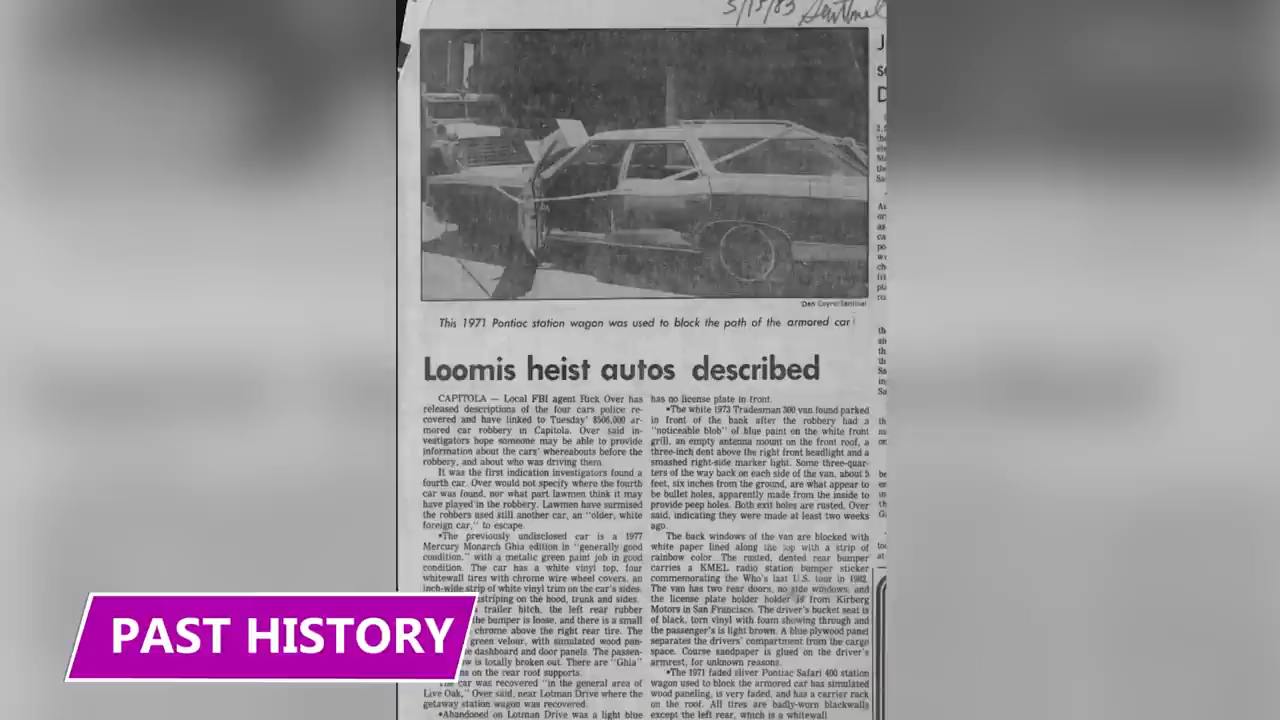 3/15/83 Sentinel
Dan Coyro/Sentinel
This 1971 Pontiac station wagon was used to block the path of the armored car
Loomis heist autos described
CAPITOLA — Local FBI agent Rick Over has
released descriptions of the four cars police re-
covered and have linked to Tuesday' $506,000 ar-
mored car robbery in Capitola. Over said in-
vestigators hope someone may be able to provide
information about the cars' whereabouts before the
robbery, and about who was driving them.
It was the first indication investigators found a
fourth car. Over would not specify where the fourth
car was found, nor what part lawmen think it may
have played in the robbery. Lawmen have surmised
the robbers used still another car, an "older, white
foreign car," to escape.
•The previously undisclosed car is a 1977
Mercury Monarch Ghia edition in "generally good
condition." with a metalic green paint job in good
condition. The car has a white vinyl top, four
whitewall tires with chrome wire wheel covers, an
inch-wide strip of white vinyl trim on the car's sides.
striping on the hood, trunk and sides.
trailer hitch, the left rear rubber
the bumper is loose, and there is a small
chrome above the right rear tire. The
green velour, with simulated wood pan-
dashboard and door panels. The passen-
is totally broken out. There are "Ghia"
on the rear roof supports.
The car was recovered "in the general area of
Live Oak," Over said, near Lotman Drive where the
getaway station wagon was recovered.
•Abandoned on Lotman Drive was a light blue
has no license plate in front.
•The white 1973 Tradesman 300 van found parked
in front of the bank after the robbery had a
"noticeable blob" of blue paint on the white front
grill, an empty antenna mount on the front roof, a
three-inch dent above the right front headlight and a
smashed right-side marker light. Some three-quar-
ters of the way back on each side of the van, about 5
feet, six inches from the ground, are what appear to
be bullet holes, apparently made from the inside to
provide peep holes. Both exit holes are rusted, Over
said, indicating they were made at least two weeks
ago.
The back windows of the van are blocked with
white paper lined along the top with a strip of
rainbow color. The rusted, dented rear bumper
carries a KMEL radio station bumper sticker
commemorating the Who's last U.S. tour in 1982.
The van has two rear doors, no side windows, and
the license plate holder holder is from Kirberg
Motors in San Francisco. The driver's bucket seat is
of black, torn vinyl with foam showing through and
the passenger's is light brown. A blue plywood panel
separates the drivers' compartment from the cargo
space. Course sandpaper is glued on the driver's
armrest, for unknown reasons.
•The 1971 faded sliver Pontiac Safari 400 station
wagon used to block the armored car has simulated
wood paneling, is very faded, and has a carrier rack
on the roof. All tires are badly-worn blackwalls
except the left rear, which is a whitewall
PAST HISTORY